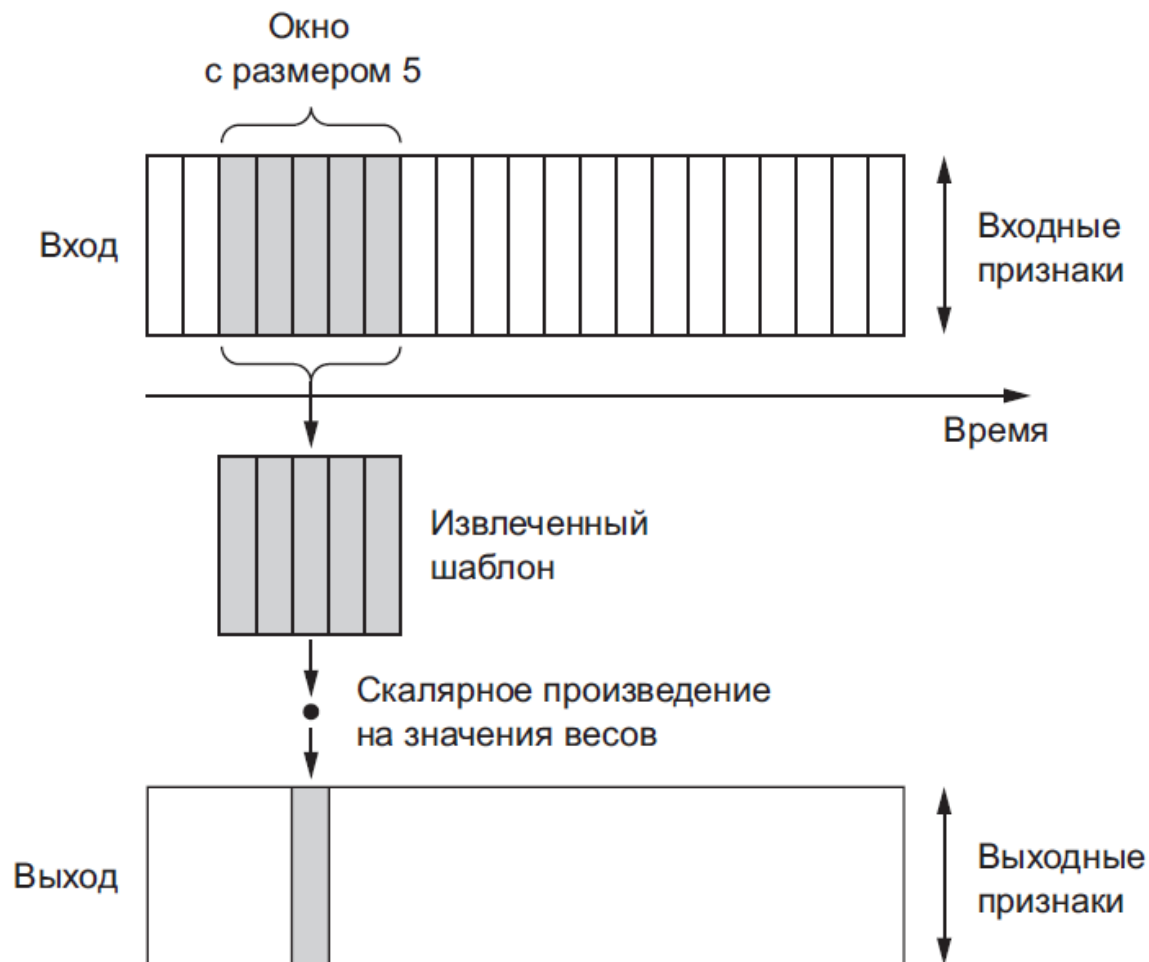 Окно
с размером 5
Вход
Входные
признаки
Время
Извлеченный
шаблон
Скалярное произведение
на значения весов
Выход
Выходные
признаки